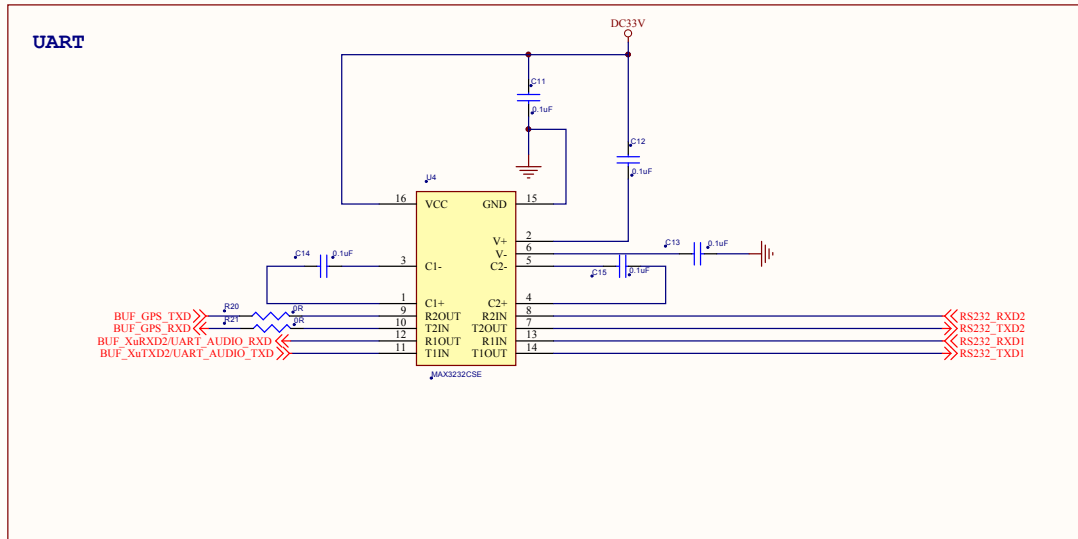 DC33V
UART
C11
0.1uF
C12
0.1uF
U4
16 VCC GND 15
V+ 2
C13 0.1uF
V- 6
C14 0.1uF
3 C1- C2- 5
C15 0.1uF
1 C1+ C2+ 4
R20 0R
BUF_GPS_TXD 9 R2OUT R2IN 8 RS232_RXD2
R21 0R
BUF_GPS_RXD 10 T2IN T2OUT 7 RS232_TXD2
BUF_XuRXD2/UART_AUDIO_RXD 12 R1OUT R1IN 13 RS232_RXD1
BUF_XuTXD2/UART_AUDIO_TXD 11 T1IN T1OUT 14 RS232_TXD1
MAX3232CSE